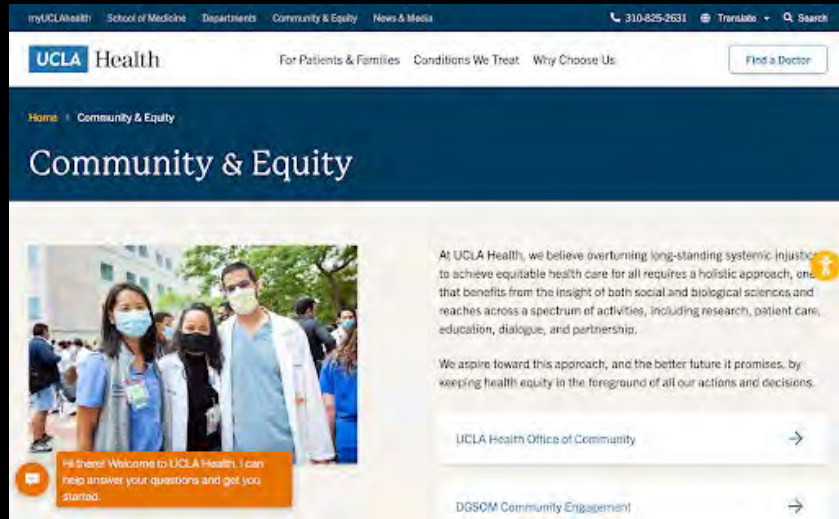 myUCLAhealth School of Medicine Departments Community & Equity News & Media 310-825-2631 Translate Search
UCLA Health For Patients & Families Conditions We Treat Why Choose Us Find a Doctor
Home Community & Equity
Community & Equity
At UCLA Health, we believe overturning long-standing systemic
to achieve equitable health care for all requires a holistic approach, one
that benefits from the insight of both social and biological sciences and
reaches across a spectrum of activities, including research, patient care,
education, dialogue, and partnership.
We aspire toward this approach, and the better future it promises, by
keeping health equity in the foreground of all our actions and decisions.
UCLA Health Office of Community
DGSOM Community Engagement
Hi there! Welcome to UCLA Health. I can
help answer your questions and get you
started.